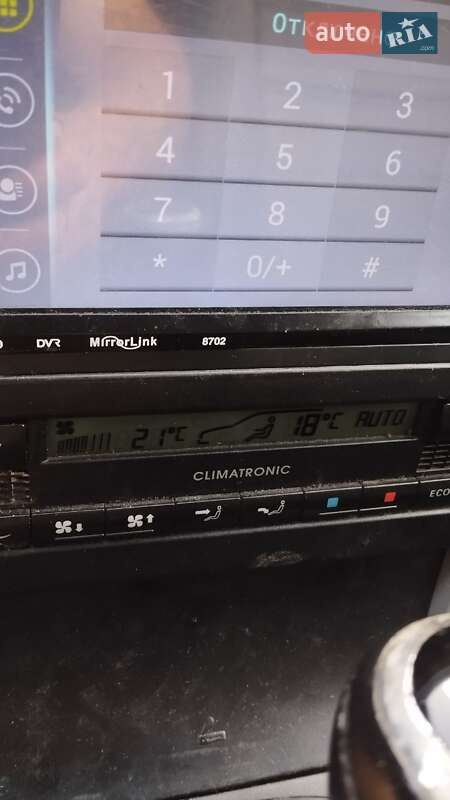 auto RIA .com
1 2 3
4 5 6
7 8 9
* 0/+ #
DVR MirrorLink 8702
21°C 18°C AUTO
CLIMATRONIC
ECO